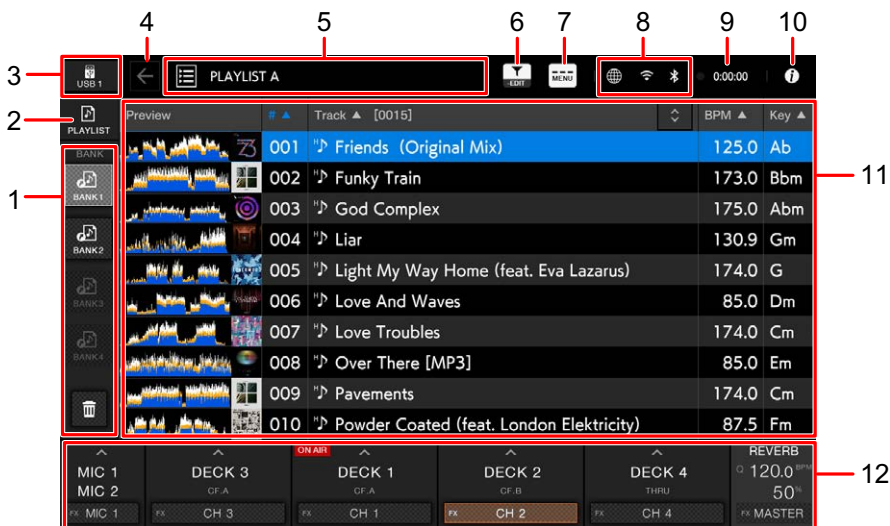 4 5 6 7 8 9 10
3 USB 1 PLAYLIST A -EDIT MENU 0:00:00 i
2 PLAYLIST Preview # ▲ Track ▲ [0015] BPM ▲ Key ▲
BANK
1 BANK1
BANK2
BANK3
BANK4
001 Friends (Original Mix) 125.0 Ab
11
002 Funky Train 173.0 Bbm
003 God Complex 175.0 Abm
004 Liar 130.9 Gm
005 Light My Way Home (feat. Eva Lazarus) 174.0 G
006 Love And Waves 85.0 Dm
007 Love Troubles 174.0 Cm
008 Over There [MP3] 85.0 Em
009 Pavements 174.0 Cm
010 Powder Coated (feat. London Elektricity) 87.5 Fm
ON AIR REVERB
MIC 1 DECK 3 DECK 1 DECK 2 DECK 4 Q 120.0 BPM
12
MIC 2 CF.A CF.A CF.B THRU 50%
FX MIC 1 FX CH 3 FX CH 1 FX CH 2 FX CH 4 FX MASTER